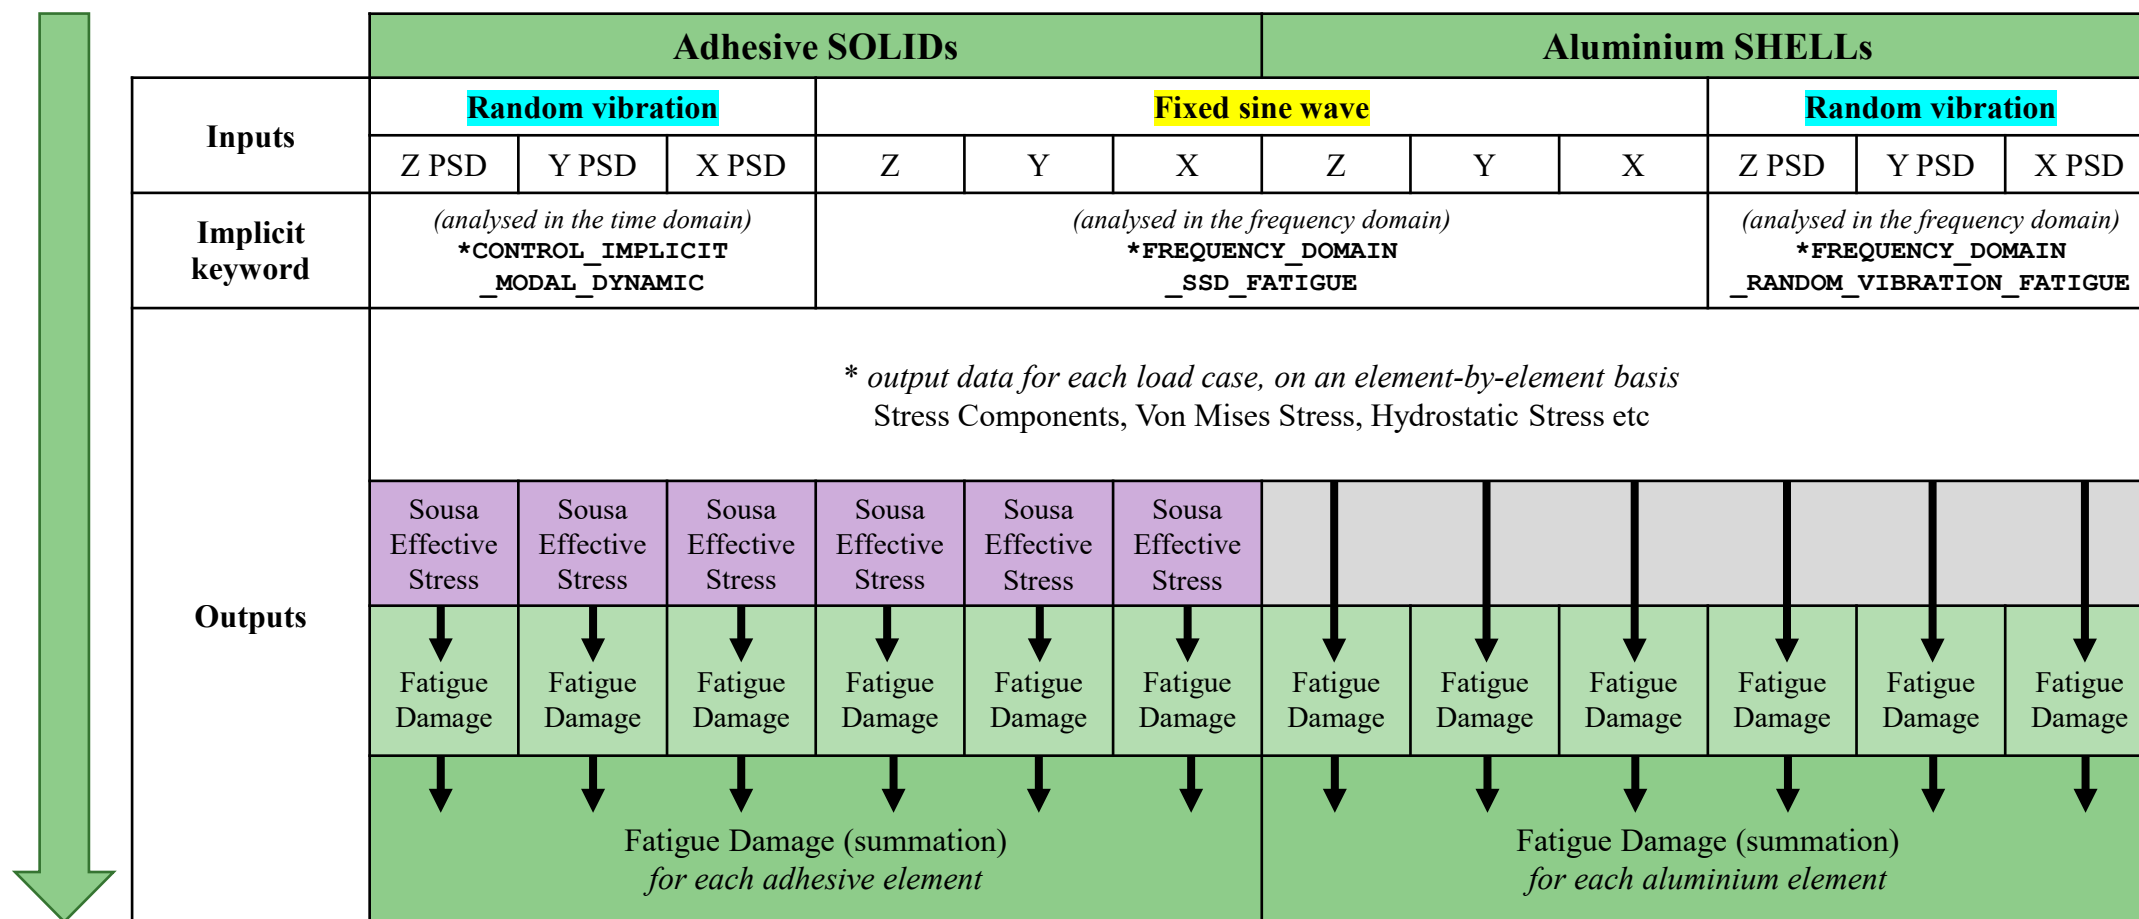 Adhesive SOLIDs
Aluminium SHELLs
Inputs
Random vibration
Fixed sine wave
Random vibration
Z PSD
Y PSD
X PSD
Z
Y
X
Z
Y
X
Z PSD
Y PSD
X PSD
Implicit
keyword
(analysed in the time domain)
*CONTROL_IMPLICIT
_MODAL_DYNAMIC
(analysed in the frequency domain)
*FREQUENCY_DOMAIN
_SSD_FATIGUE
(analysed in the frequency domain)
*FREQUENCY_DOMAIN
_RANDOM_VIBRATION_FATIGUE
Outputs
* output data for each load case, on an element-by-element basis
Stress Components, Von Mises Stress, Hydrostatic Stress etc
Sousa
Effective
Stress
Sousa
Effective
Stress
Sousa
Effective
Stress
Sousa
Effective
Stress
Sousa
Effective
Stress
Sousa
Effective
Stress
Fatigue
Damage
Fatigue
Damage
Fatigue
Damage
Fatigue
Damage
Fatigue
Damage
Fatigue
Damage
Fatigue
Damage
Fatigue
Damage
Fatigue
Damage
Fatigue
Damage
Fatigue
Damage
Fatigue
Damage
Fatigue Damage (summation)
for each adhesive element
Fatigue Damage (summation)
for each aluminium element